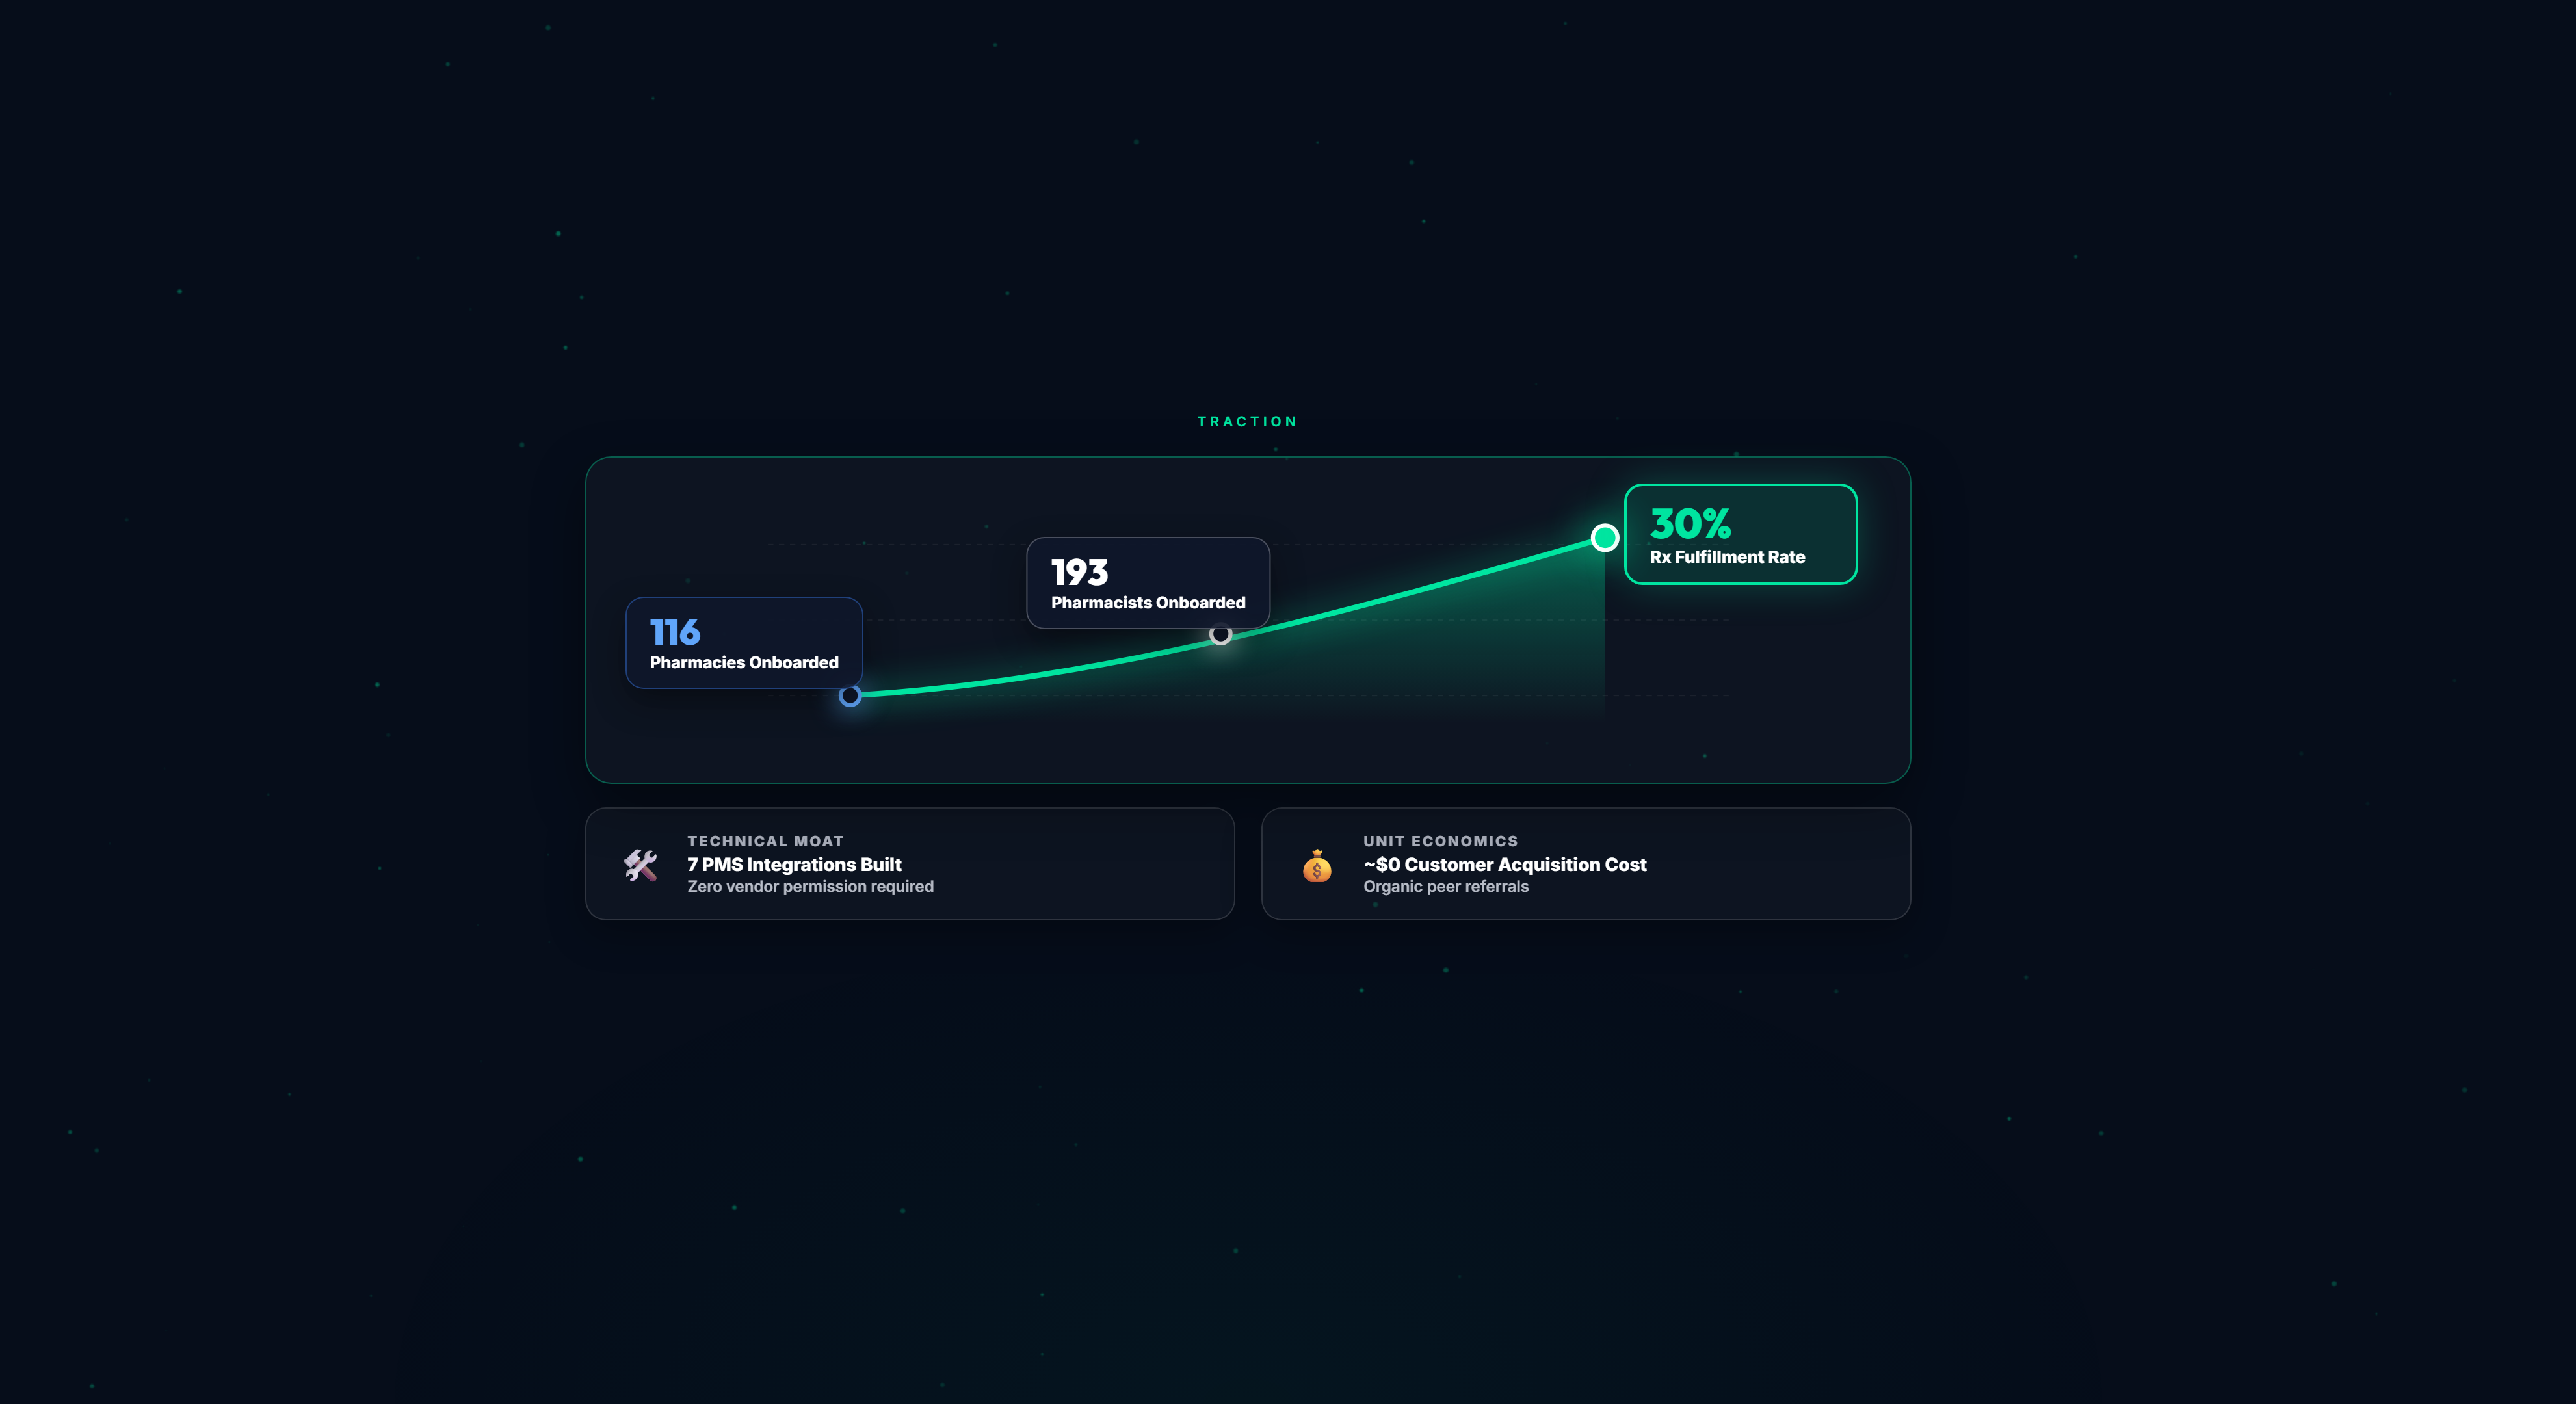 TRACTION
116
Pharmacies Onboarded
193
Pharmacists Onboarded
30%
Rx Fulfillment Rate
TECHNICAL MOAT
7 PMS Integrations Built
Zero vendor permission required
UNIT ECONOMICS
~$0 Customer Acquisition Cost
Organic peer referrals